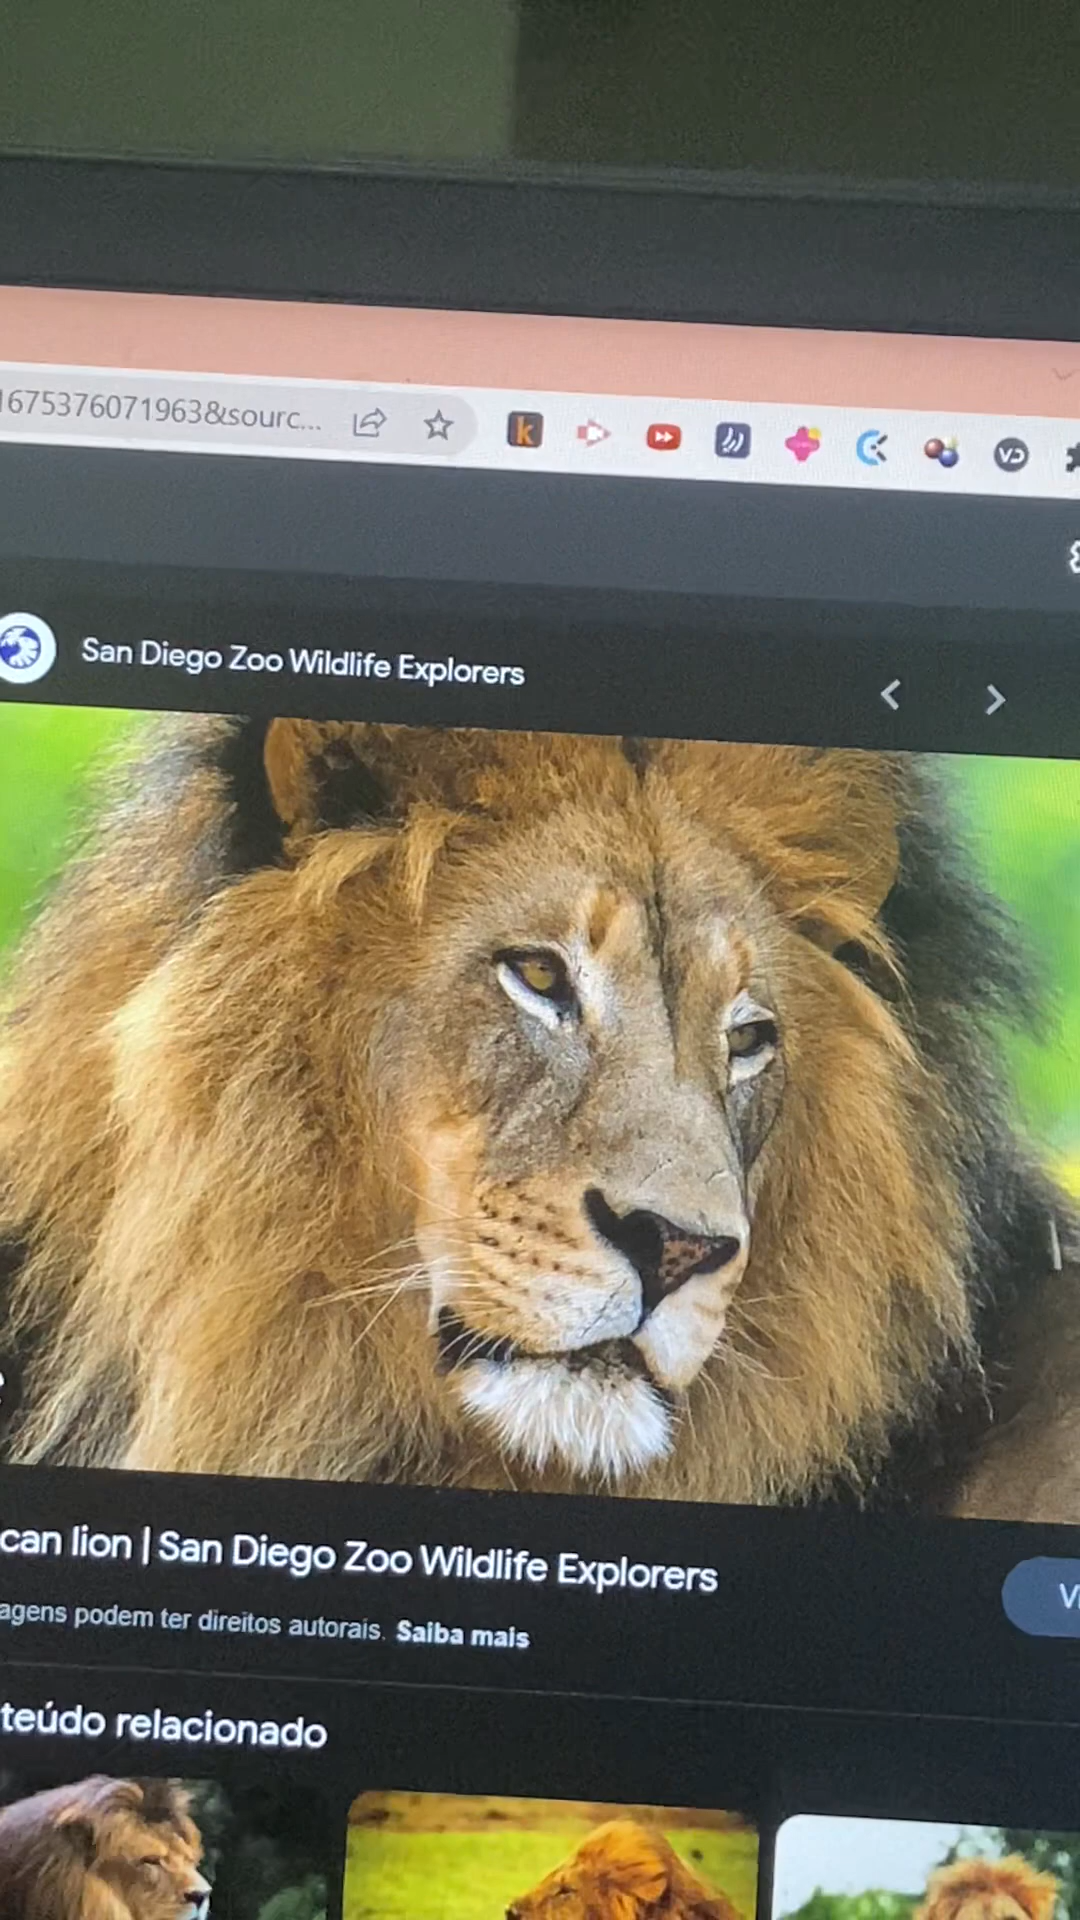 1675376071963&sourc...
San Diego Zoo Wildlife Explorers
can lion | San Diego Zoo Wildlife Explorers
agens podem ter direitos autorais. Saiba mais
teúdo relacionado